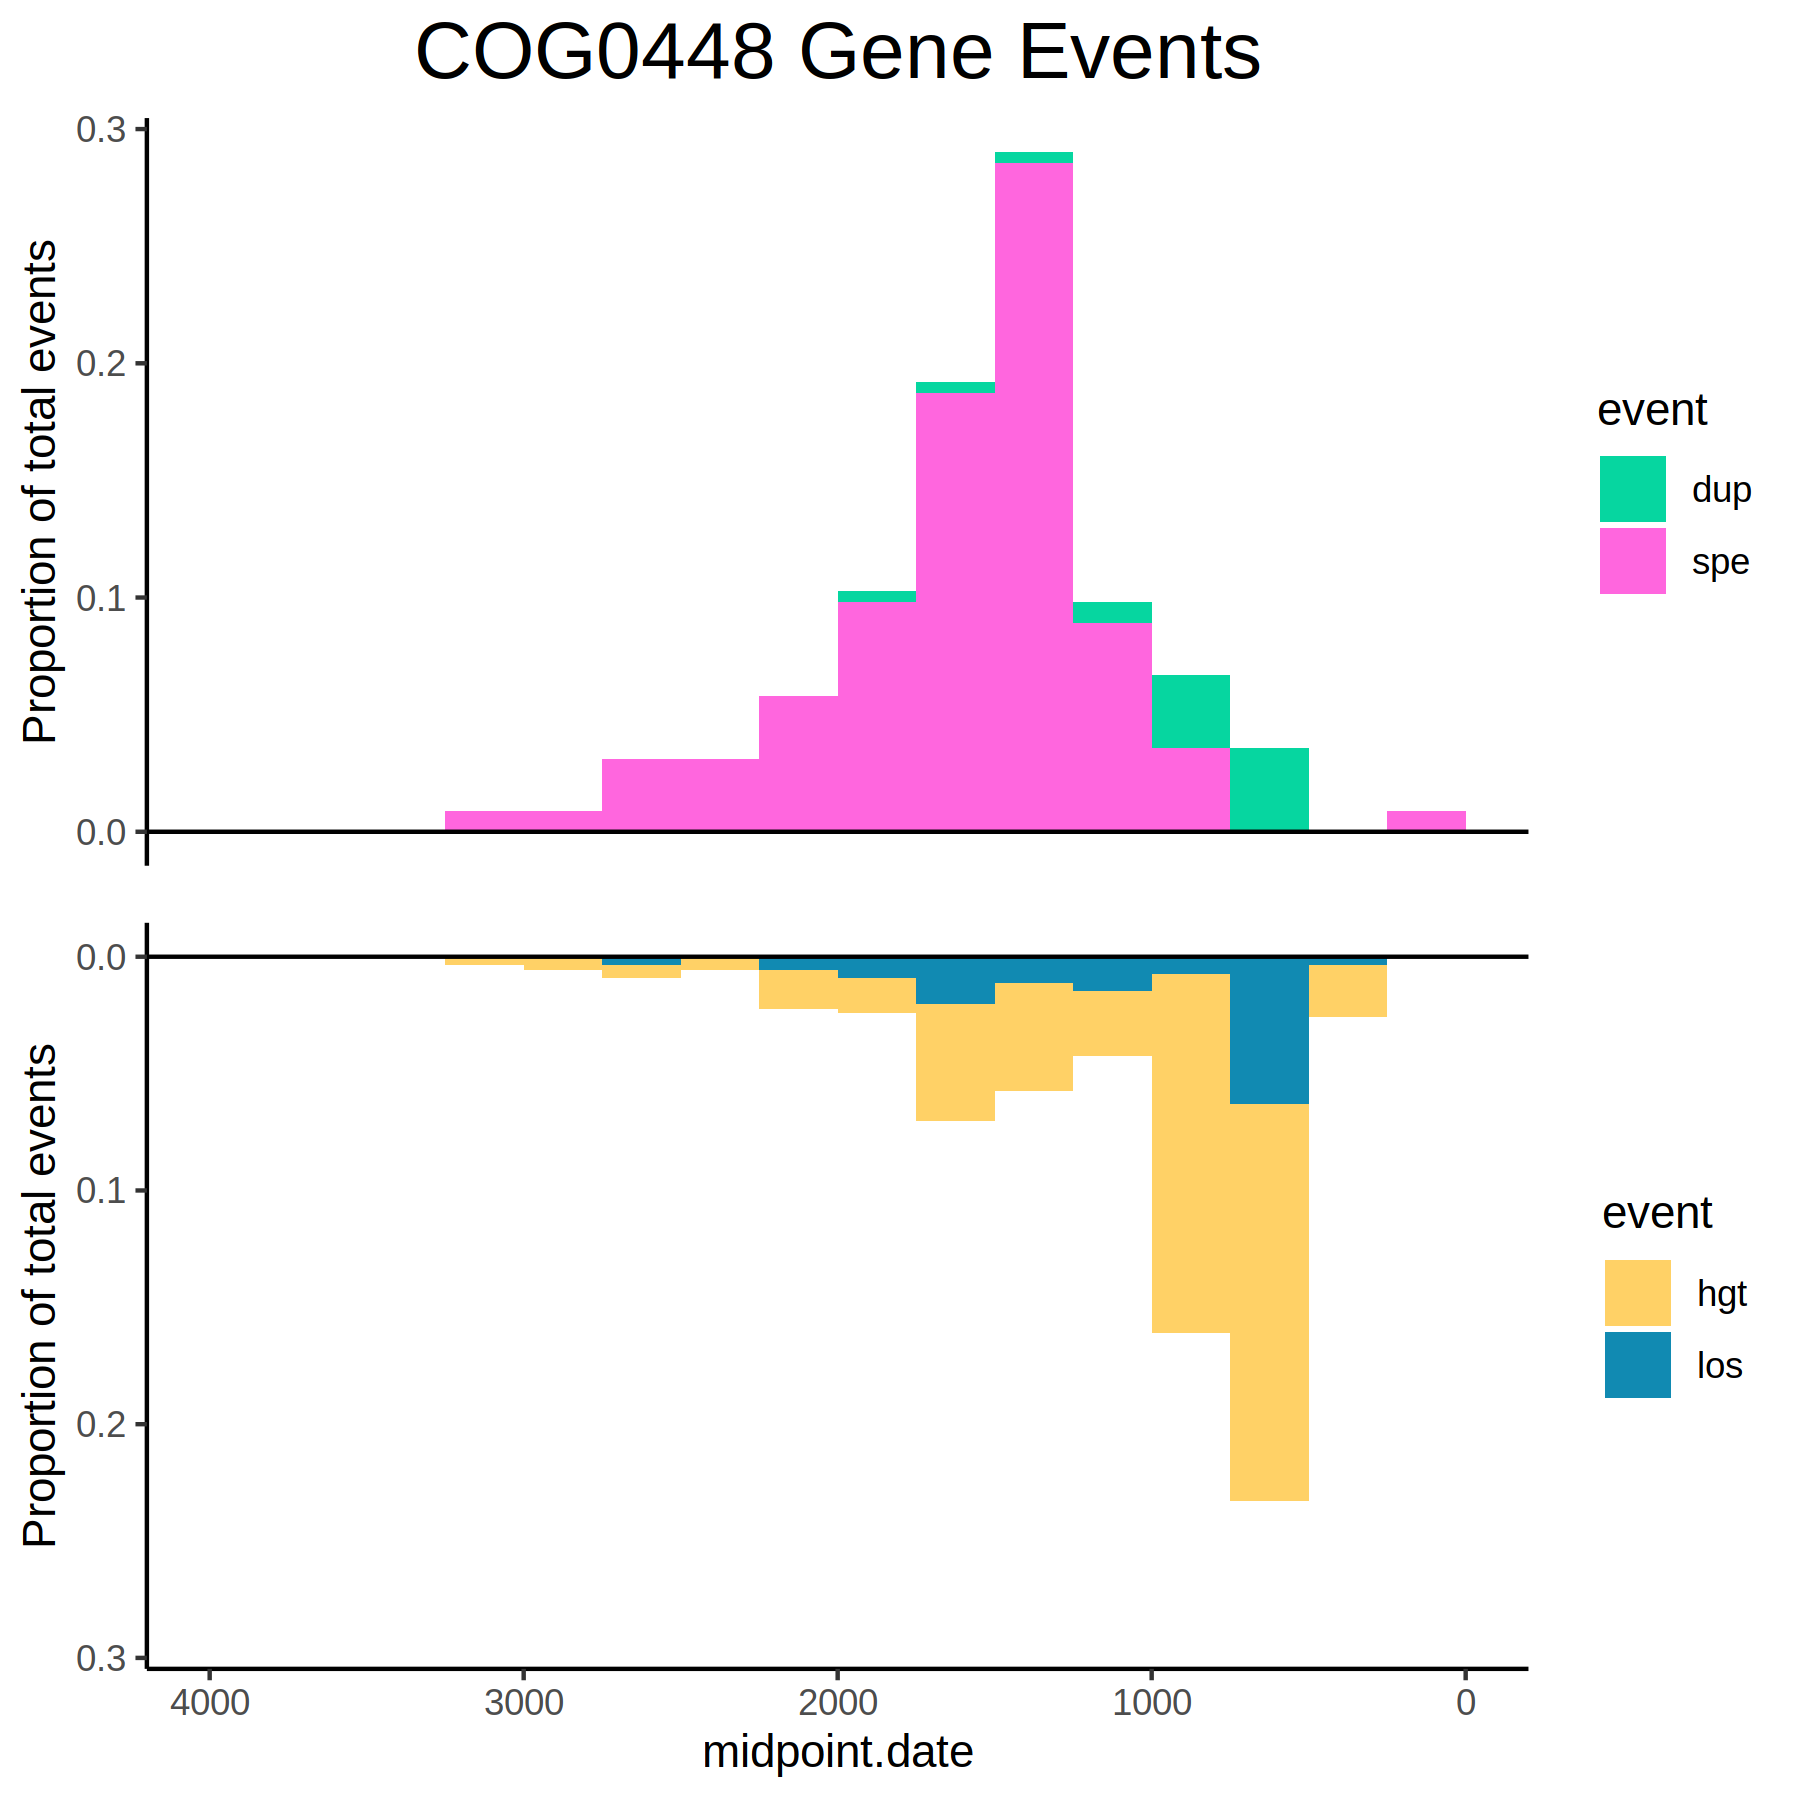 COG0448 Gene Events
0.3
0.2
0.1
0.0
Proportion of total events
event
dup
spe
0.0
0.1
0.2
0.3
Proportion of total events
event
hgt
los
4000 3000 2000 1000 0
midpoint.date